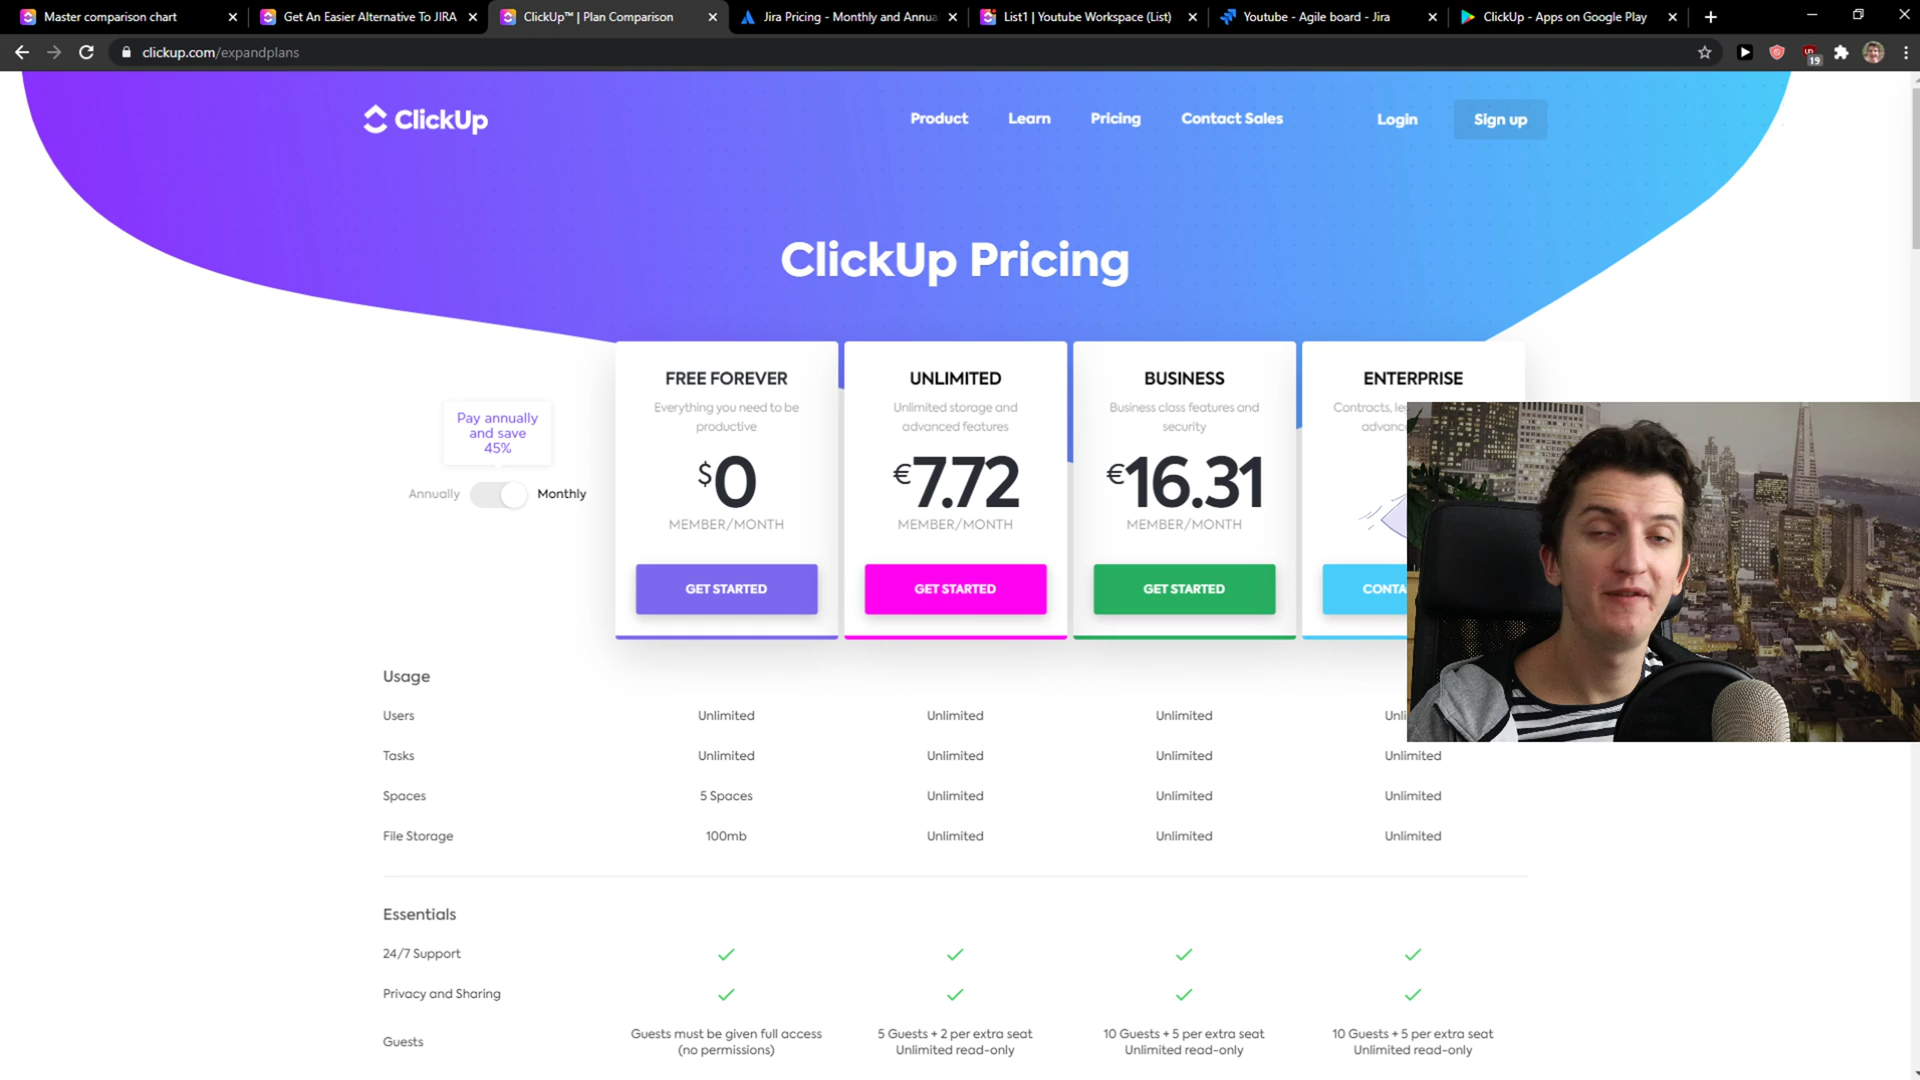 Master comparison chart
Get An Easier Alternative To JIRA
ClickUp™ | Plan Comparison
Jira Pricing - Monthly and Annua
List1 | Youtube Workspace (List)
Youtube - Agile board - Jira
ClickUp - Apps on Google Play
clickup.com/expandplans
19
ClickUp
Product
Learn
Pricing
Contact Sales
Login
Sign up
ClickUp Pricing
Pay annually
and save
45%
Annually
Monthly
FREE FOREVER
Everything you need to be
productive
$0
MEMBER/MONTH
GET STARTED
UNLIMITED
Unlimited storage and
advanced features
€7.72
MEMBER/MONTH
GET STARTED
BUSINESS
Business class features and
security
€16.31
MEMBER/MONTH
GET STARTED
ENTERPRISE
Contracts, le
advanc
CONTA
Usage
Users Unlimited Unlimited Unlimited Unli
Tasks Unlimited Unlimited Unlimited Unlimited
Spaces 5 Spaces Unlimited Unlimited Unlimited
File Storage 100mb Unlimited Unlimited Unlimited
Essentials
24/7 Support
Privacy and Sharing
Guests
Guests must be given full access
(no permissions)
5 Guests + 2 per extra seat
Unlimited read-only
10 Guests + 5 per extra seat
Unlimited read-only
10 Guests + 5 per extra seat
Unlimited read-only